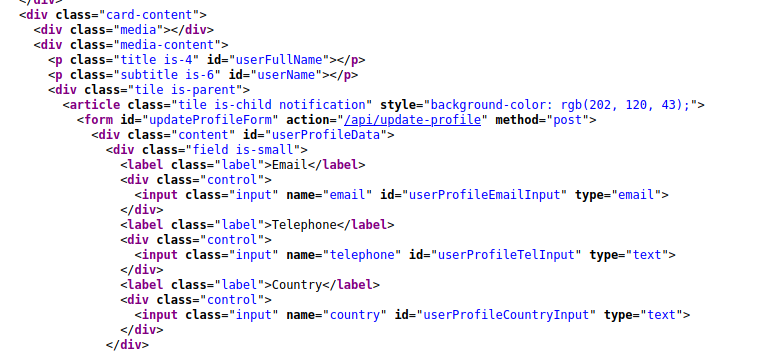 </div>
<div class="card-content">
<div class="media"></div>
<div class="media-content">
<p class="title is-4" id="userFullName"></p>
<p class="subtitle is-6" id="userName"></p>
<div class="tile is-parent">
<article class="tile is-child notification" style="background-color: rgb(202, 120, 43);">
<form id="updateProfileForm" action="/api/update-profile" method="post">
<div class="content" id="userProfileData">
<div class="field is-small">
<label class="label">Email</label>
<div class="control">
<input class="input" name="email" id="userProfileEmailInput" type="email">
</div>
<label class="label">Telephone</label>
<div class="control">
<input class="input" name="telephone" id="userProfileTelInput" type="text">
</div>
<label class="label">Country</label>
<div class="control">
<input class="input" name="country" id="userProfileCountryInput" type="text">
</div>
</div>